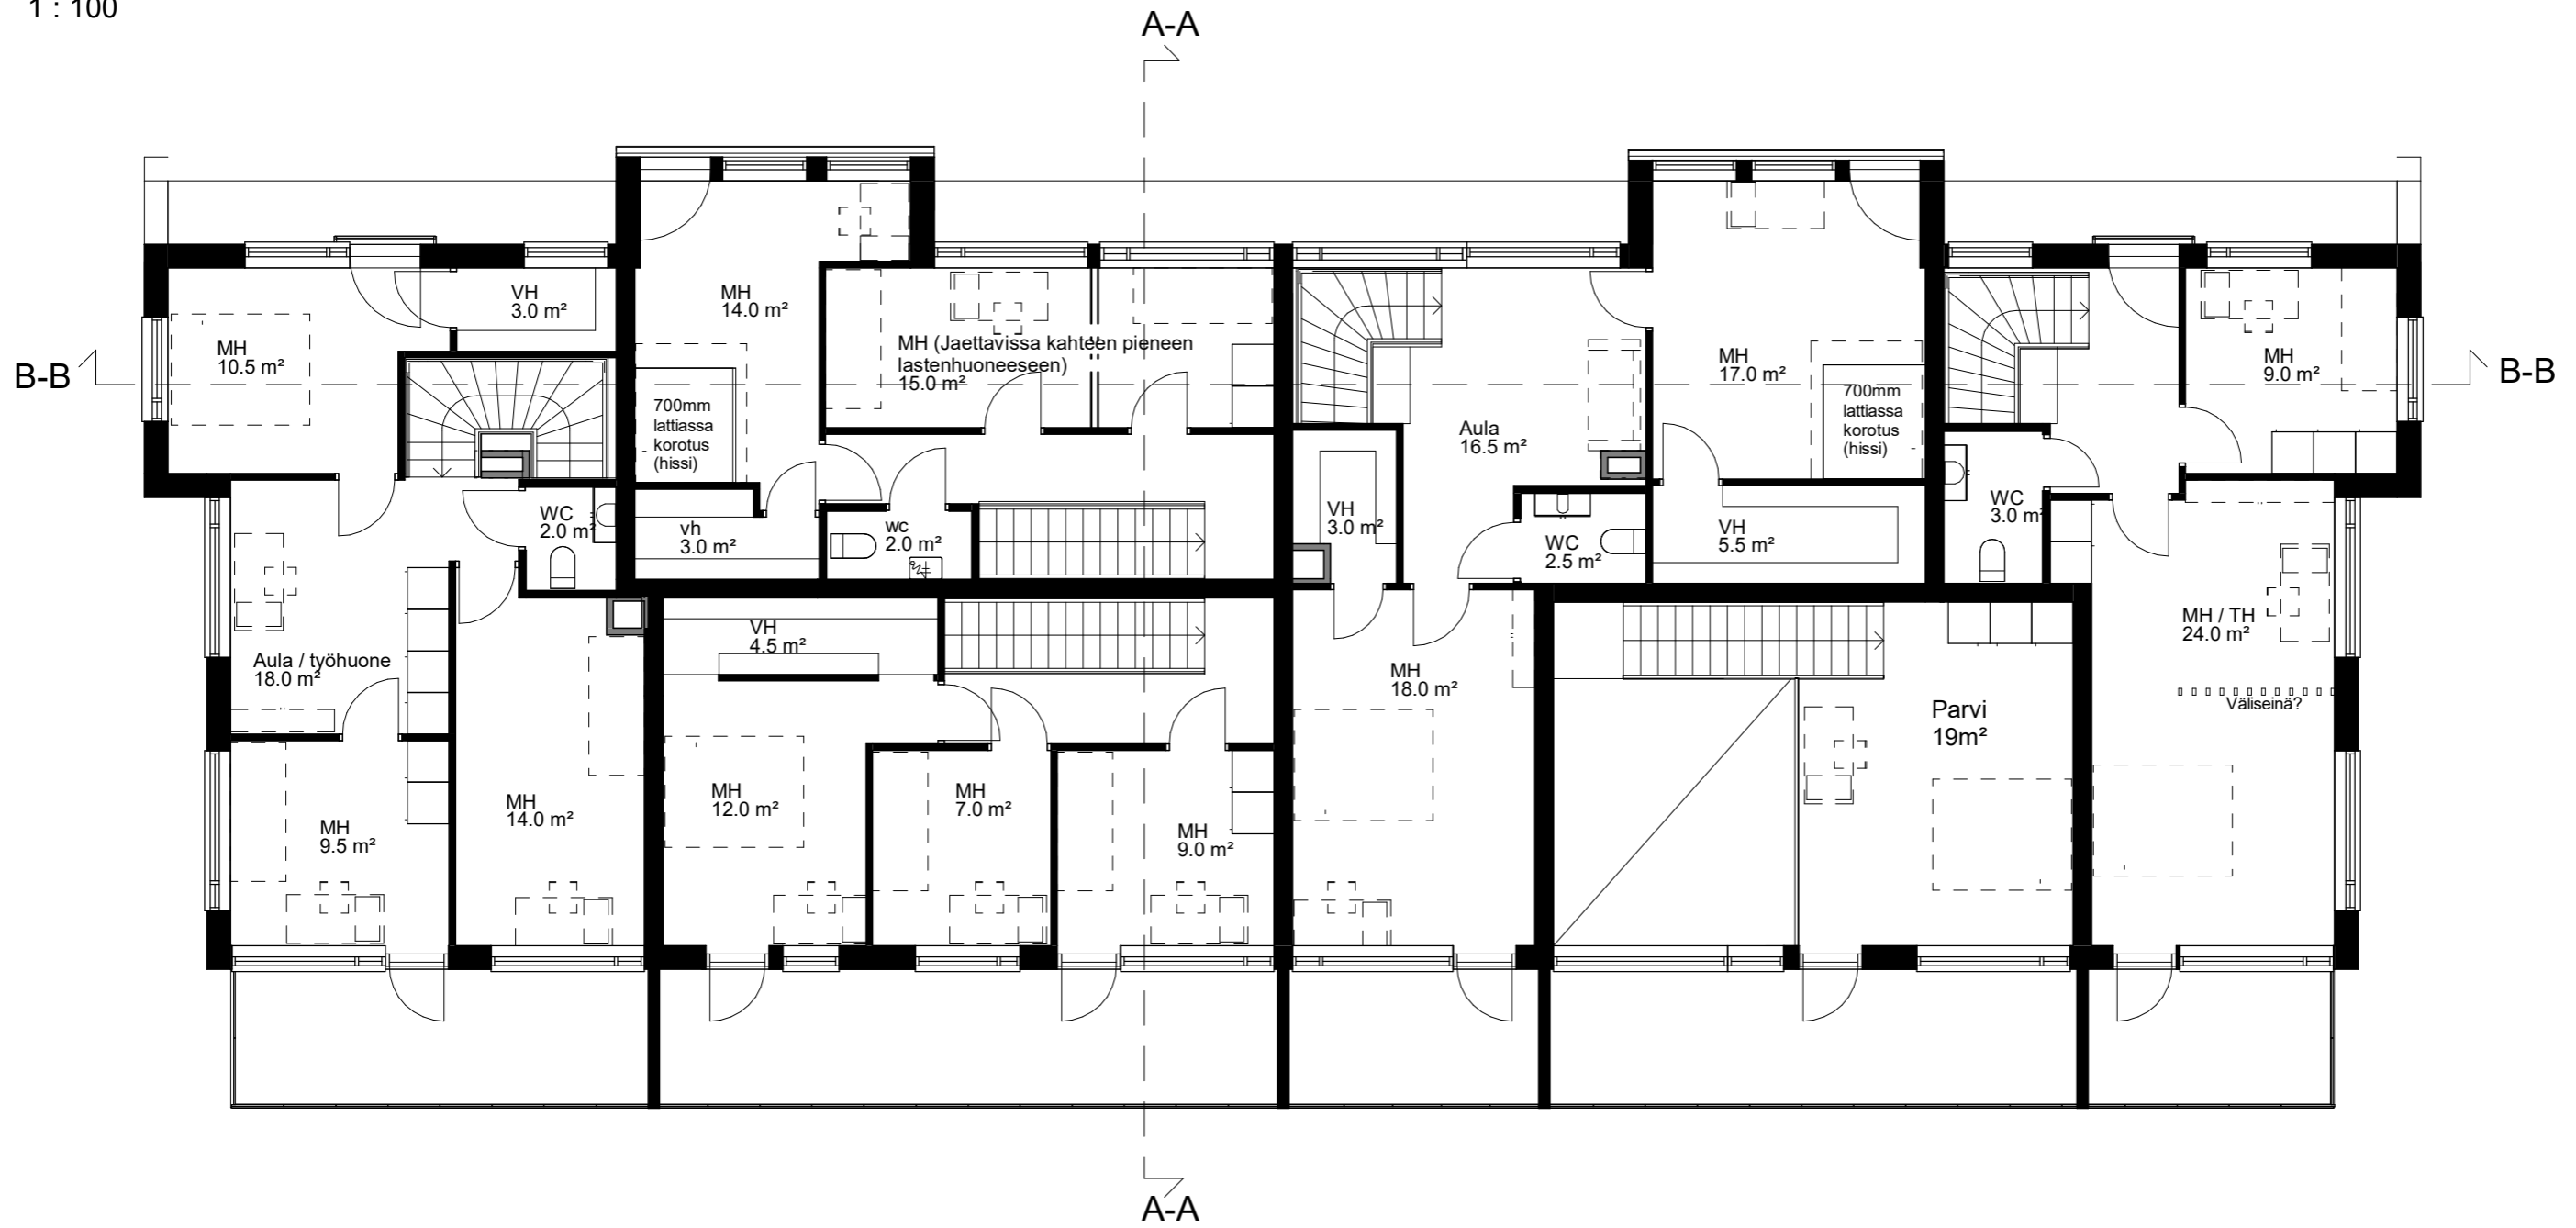 1 : 100
A-A
VH
3.0 m²
MH
10.5 m²
B-B
MH
14.0 m²
700mm
lattiassa
korotus
(hissi)
MH (Jaettavissa kahteen pieneen
lastenhuoneeseen)
15.0 m²
Aula
16.5 m²
MH
17.0 m²
700mm
lattiassa
korotus
(hissi)
MH
9.0 m²
B-B
WC
2.0 m²
vh
3.0 m²
wc
2.0 m²
VH
3.0 m²
WC
2.5 m²
VH
5.5 m²
WC
3.0 m²
Aula / työhuone
18.0 m²
VH
4.5 m²
MH
18.0 m²
MH / TH
24.0 m²
Väliseinä?
Parvi
19m²
MH
9.5 m²
MH
14.0 m²
MH
12.0 m²
MH
7.0 m²
MH
9.0 m²
A-A